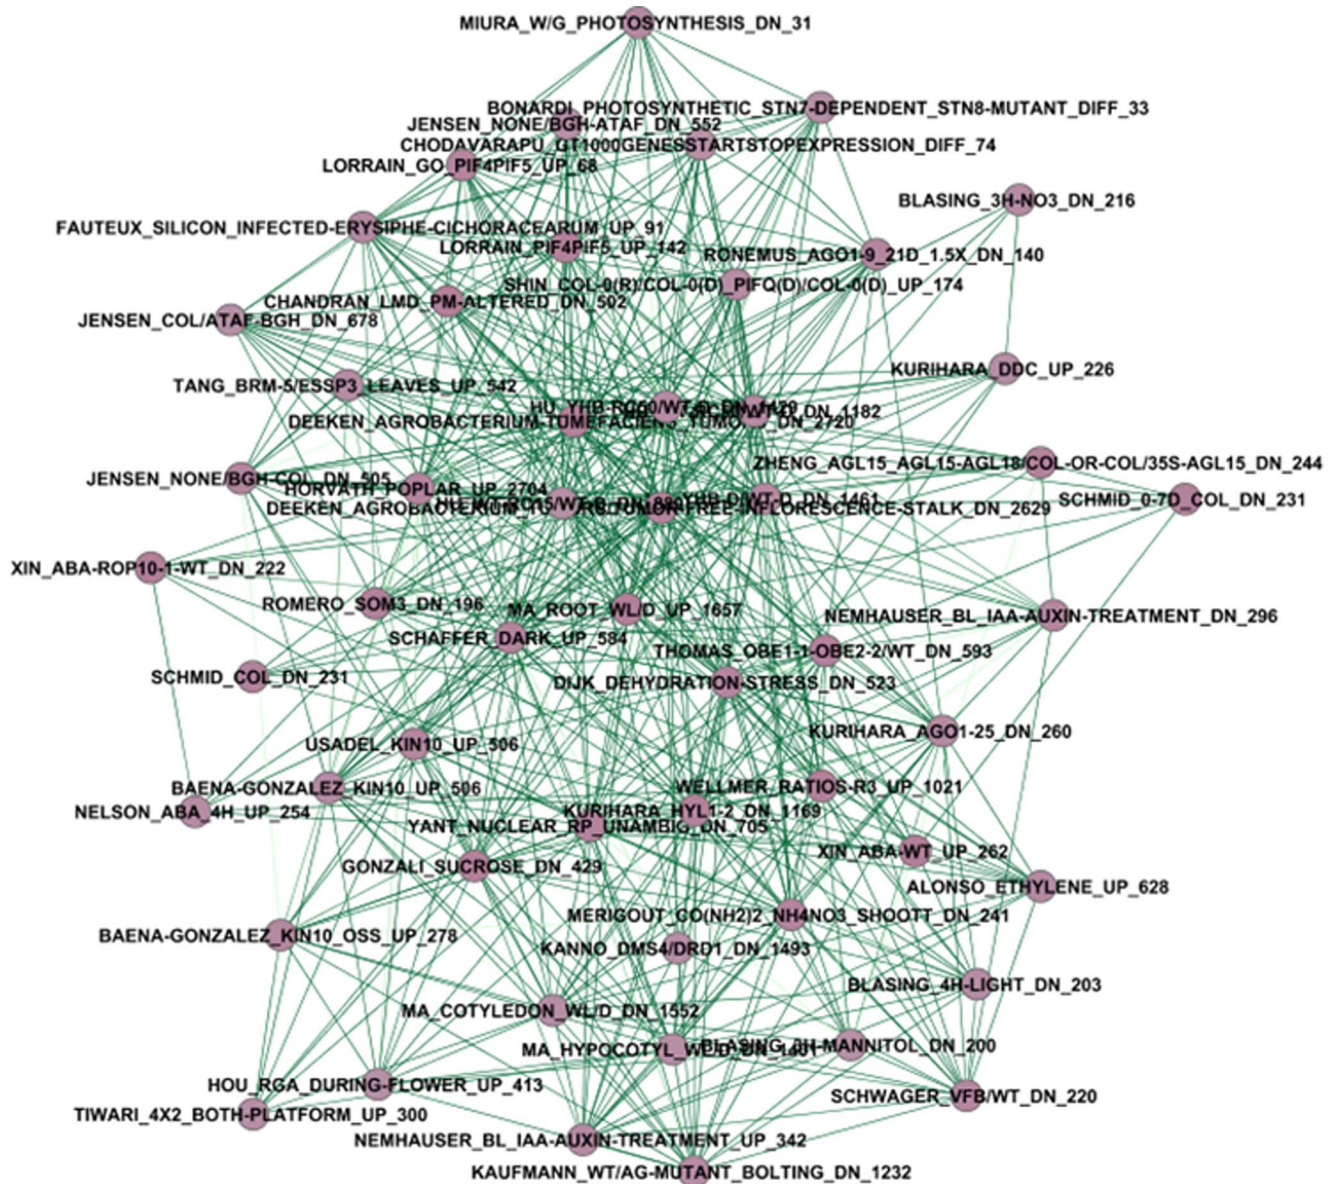 MIURA_W/G_PHOTOSYNTHESIS_DN_31
BONARDI_PHOTOSYNTHETIC_STN7-DEPENDENT_STN8-MUTANT_DIFF_33
JENSEN_NONE/BGH-ATAF_DN_552
CHODAVARAPU_GT1000GENESSTARTSTOPEXPRESSION_DIFF_74
LORRAIN_GO_PIF4PIF5_UP_68
BLASING_3H-NO3_DN_216
FAUTEUX_SILICON_INFECTED-ERYSIPHE-CICHORACEARUM_UP_91
LORRAIN_PIF4PIF5_UP_142
RONEMUS_AGO1-9_21D_1.5X_DN_140
SHIN_COL-0(R)/COL-0(D)_PIFQ(D)/COL-0(D)_UP_174
CHANDRAN_LMD_PM-ALTERED_DN_502
JENSEN_COL/ATAF-BGH_DN_678
KURIHARA_DDC_UP_226
TANG_BRM-5/ESSP3_LEAVES_UP_542
DEEKEN_AGROBACTERIUM-TUMEFACIENS_TUMOR_DN_2720
ZHENG_AGL15_AGL15-AGL18/COL-OR-COL/35S-AGL15_DN_244
JENSEN_NONE/BGH-COL_DN_505
HORVATH_POPLAR_UP_2704
SCHMID_0-7D_COL_DN_231
XIN_ABA-ROP10-1-WT_DN_222
ROMERO_SOM3_DN_196
MA_ROOT_WL/D_UP_1657
NEMHAUSER_BL_IAA-AUXIN-TREATMENT_DN_296
SCHAFFER_DARK_UP_584
THOMAS_OBE1-1-OBE2-2/WT_DN_593
SCHMID_COL_DN_231
DIJK_DEHYDRATION-STRESS_DN_523
KURIHARA_AGO1-25_DN_260
USADEL_KIN10_UP_506
BAENA-GONZALEZ_KIN10_UP_506
WELLMER_RATIOS-R3_UP_1021
NELSON_ABA_4H_UP_254
KURIHARA_HYL1-2_DN_1169
YANT_NUCLEAR_RP_UNAMBIG_DN_705
XIN_ABA-WT_UP_262
GONZALI_SUCROSE_DN_429
ALONSO_ETHYLENE_UP_628
MERIGOUT_CO(NH2)2_NH4NO3_SHOOTT_DN_241
BAENA-GONZALEZ_KIN10_OSS_UP_278
KANNO_DMS4/DRD1_DN_1493
BLASING_4H-LIGHT_DN_203
MA_COTYLEDON_WL/D_DN_1552
HOU_RGA_DURING-FLOWER_UP_413
SCHWAGER_VFB/WT_DN_220
TIWARI_4X2_BOTH-PLATFORM_UP_300
NEMHAUSER_BL_IAA-AUXIN-TREATMENT_UP_342
KAUFMANN_WT/AG-MUTANT_BOLTING_DN_1232